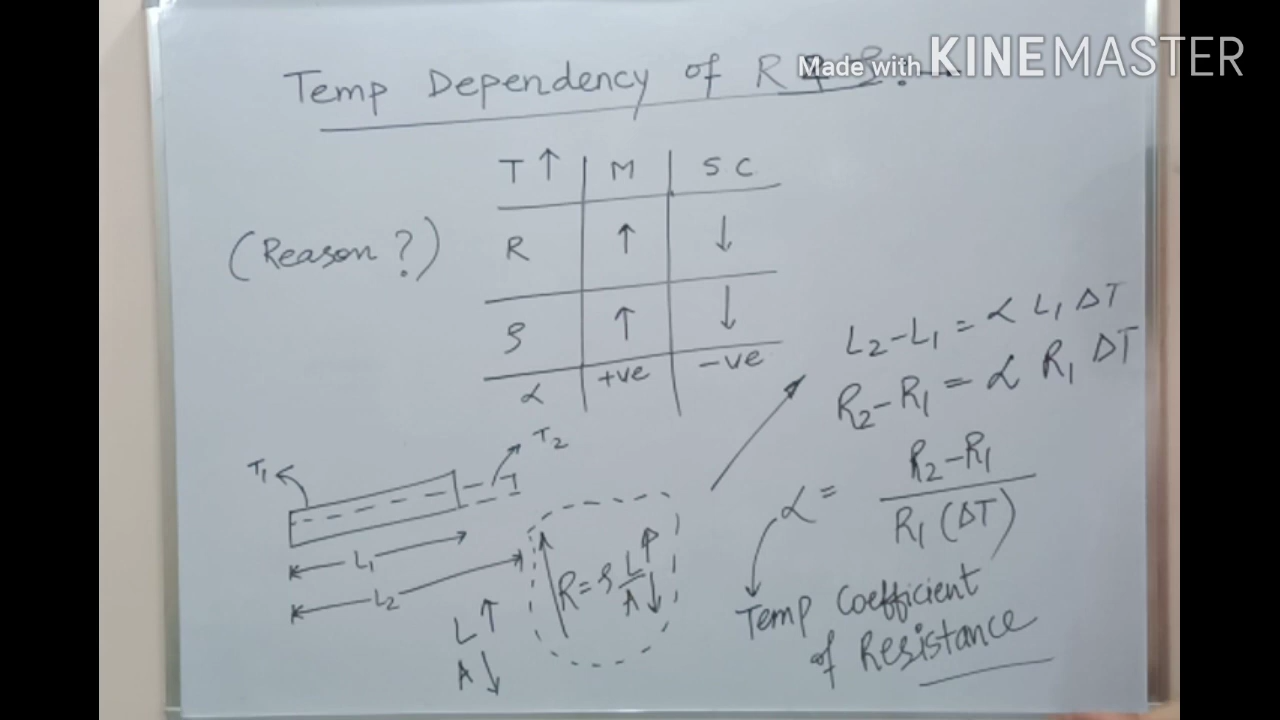 Temp Dependency of R & ρ :-
Made with KINEMASTER
T ↑ M S C
(Reason ?)
R ↑ ↓
ρ ↑ ↓
α +ve -ve
L₂-L₁ = α L₁ ΔT
R₂-R₁ = α R₁ ΔT
α = R₂-R₁ / R₁ (ΔT)
Temp Coefficient
of Resistance
T₁
T₂
L₁
L₂
L ↑
A ↓
R = ρ L↑ / A↓